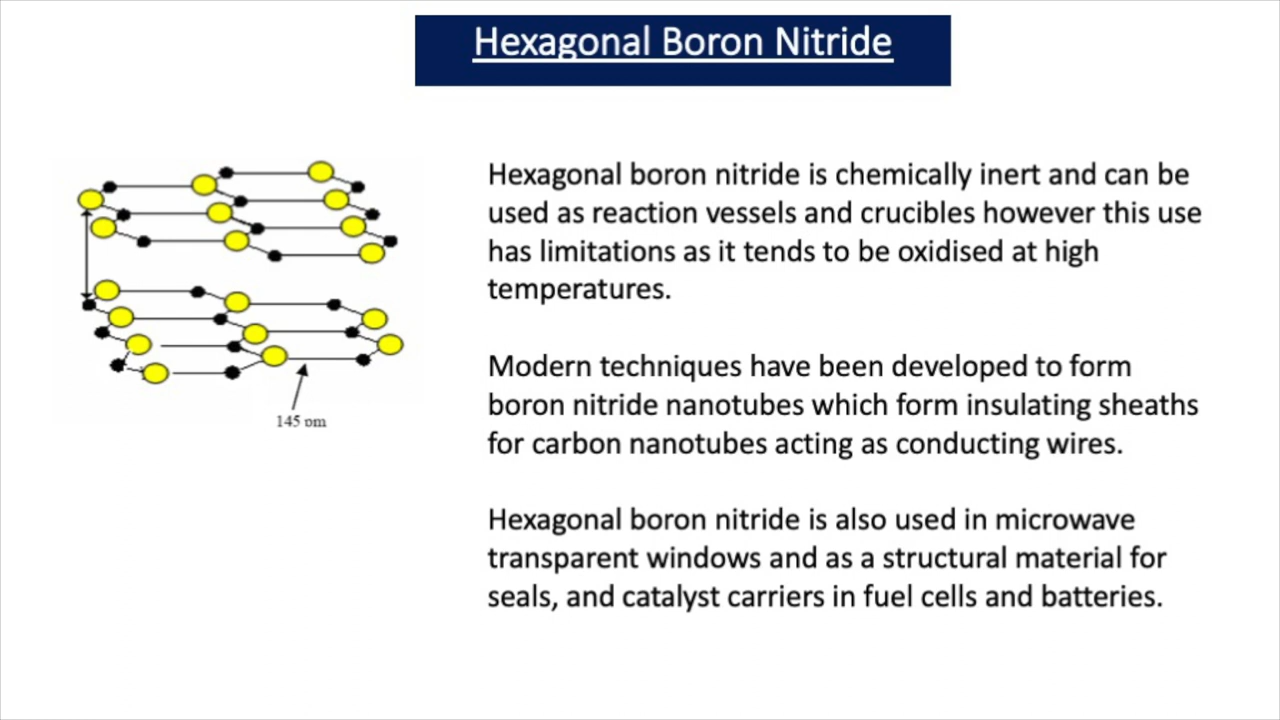 Hexagonal Boron Nitride
Hexagonal boron nitride is chemically inert and can be
used as reaction vessels and crucibles however this use
has limitations as it tends to be oxidised at high
temperatures.
Modern techniques have been developed to form
boron nitride nanotubes which form insulating sheaths
for carbon nanotubes acting as conducting wires.
Hexagonal boron nitride is also used in microwave
transparent windows and as a structural material for
seals, and catalyst carriers in fuel cells and batteries.
145 pm